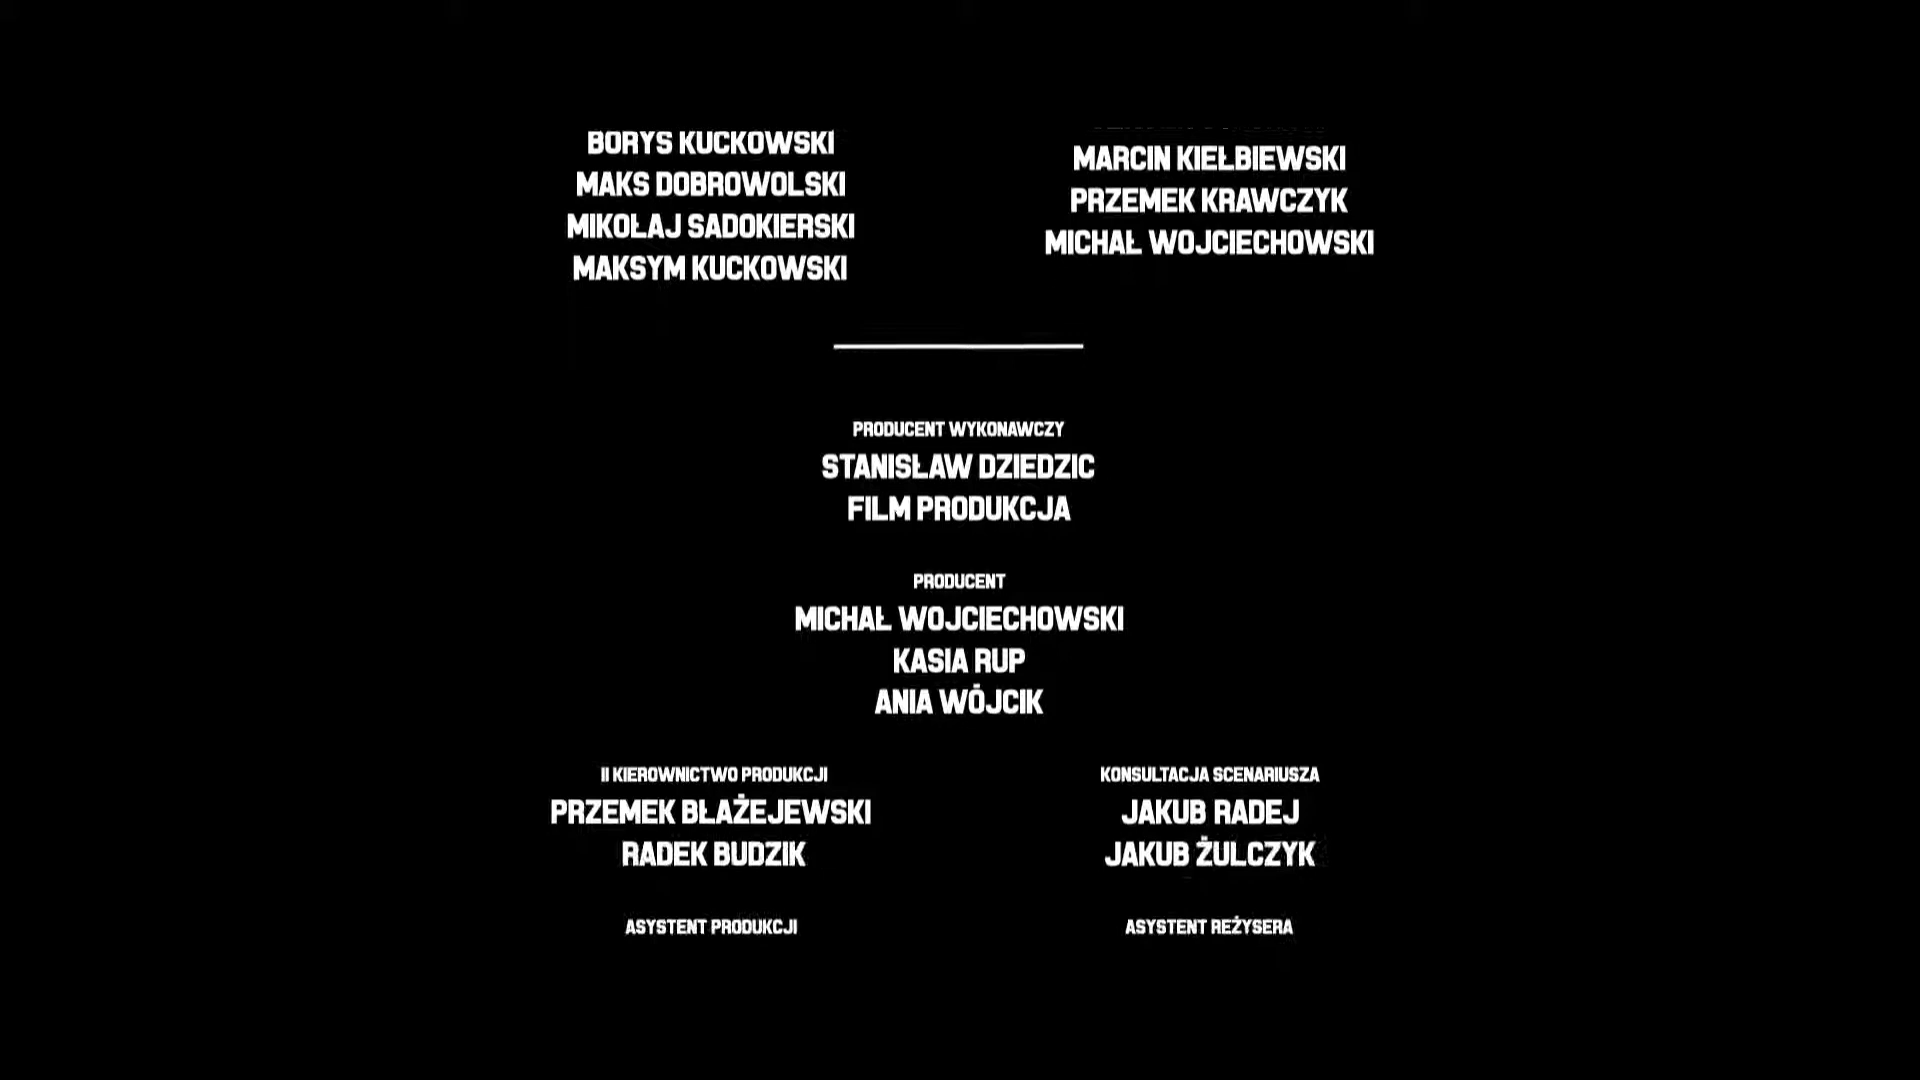 BORYS KUCKOWSKI
MAKS DOBROWOLSKI
MIKOŁAJ SADOKIERSKI
MAKSYM KUCKOWSKI
MARCIN KIEŁBIEWSKI
PRZEMEK KRAWCZYK
MICHAŁ WOJCIECHOWSKI
PRODUCENT WYKONAWCZY
STANISŁAW DZIEDZIC
FILM PRODUKCJA
PRODUCENT
MICHAŁ WOJCIECHOWSKI
KASIA RUP
ANIA WÓJCIK
II KIEROWNICTWO PRODUKCJI
PRZEMEK BŁAŻEJEWSKI
RADEK BUDZIK
KONSULTACJA SCENARIUSZA
JAKUB RADEJ
JAKUB ŻULCZYK
ASYSTENT PRODUKCJI
ASYSTENT REŻYSERA